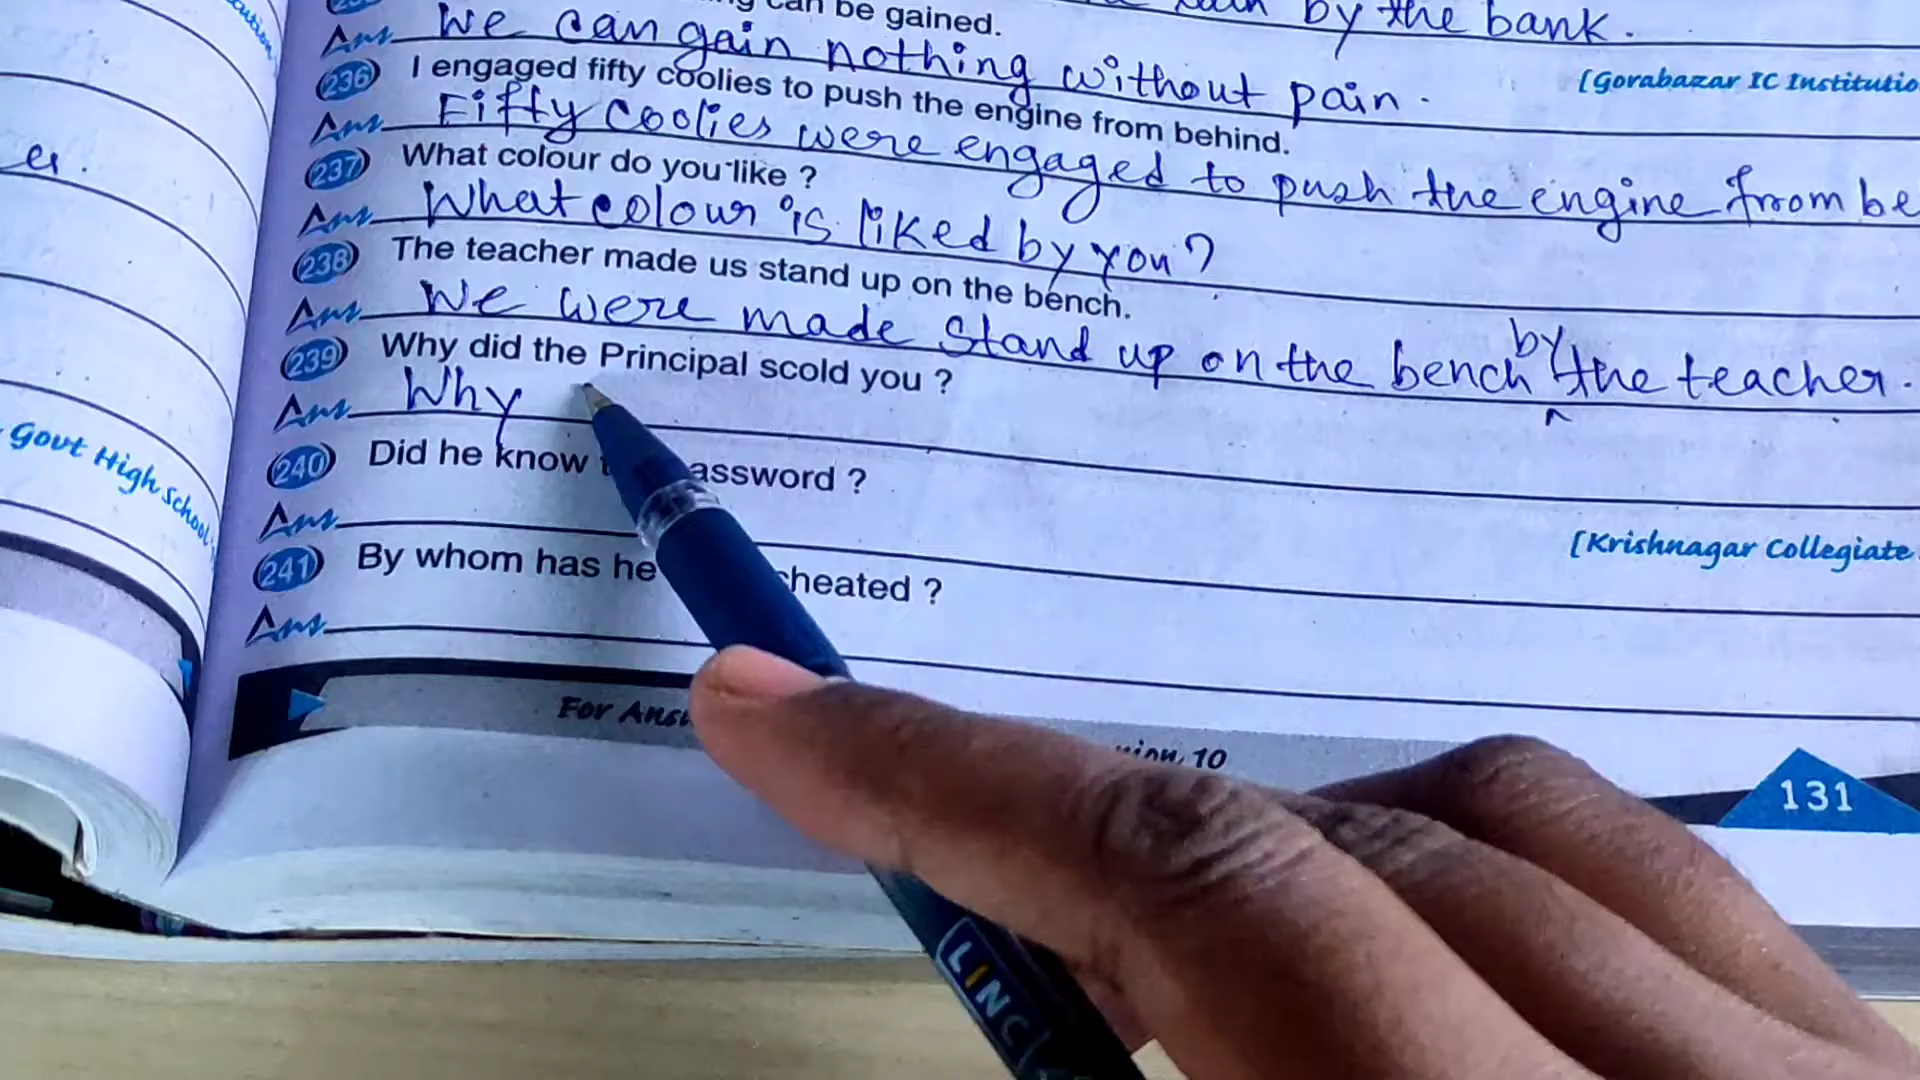 can be gained.
by the bank.
Ans We can gain nothing without pain.
[Gorabazar IC
236 I engaged fifty coolies to push the engine from behind.
Ans Fiffy coolies were engaged to push the engine from be
237 What colour do you like ?
Ans What colour is liked by you?
238 The teacher made us stand up on the bench.
Ans We were made stand up on the bench by the teacher.
239 Why did the Principal scold you ?
Ans Why
240 Did he know assword ?
[Krishnagar Collegiate
Ans
241 By whom has he cheated ?
Ans
For
10
131
er.
Govt High School
LINC